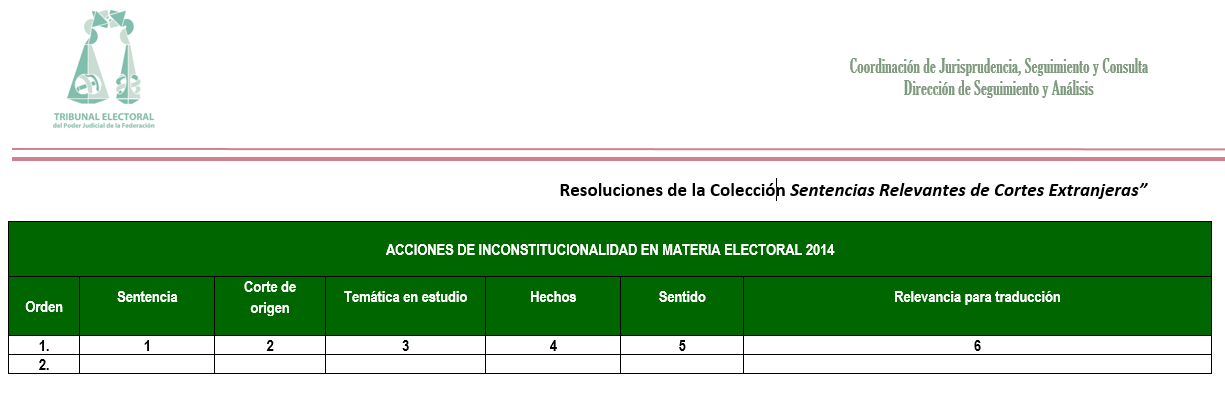 TRIBUNAL ELECTORAL
del Poder Judicial de la Federación
Coordinación de Jurisprudencia, Seguimiento y Consulta
Dirección de Seguimiento y Análisis
Resoluciones de la Colección Sentencias Relevantes de Cortes Extranjeras”
ACCIONES DE INCONSTITUCIONALIDAD EN MATERIA ELECTORAL 2014
Orden
Sentencia
Corte de
origen
Temática en estudio
Hechos
Sentido
Relevancia para traducción
1. 1 2 3 4 5 6
2.